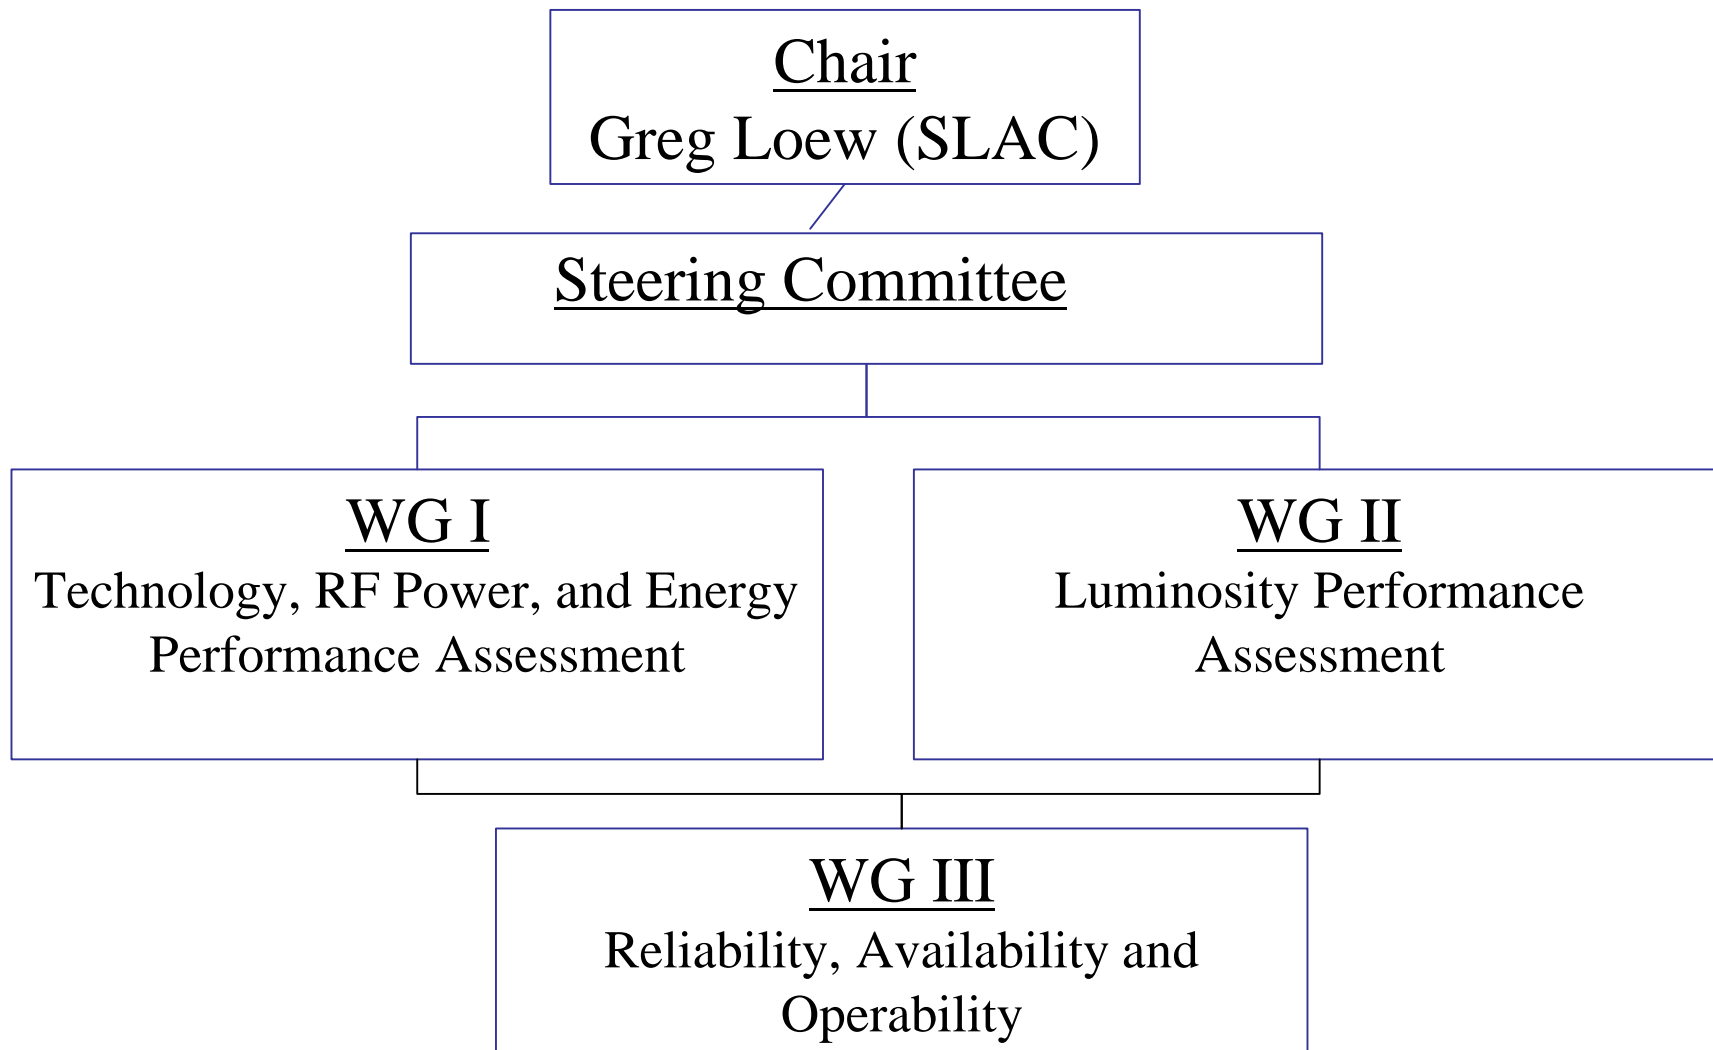 Chair
Greg Loew (SLAC)
Steering Committee
WG I
Technology, RF Power, and Energy
Performance Assessment
WG II
Luminosity Performance
Assessment
WG III
Reliability, Availability and
Operability